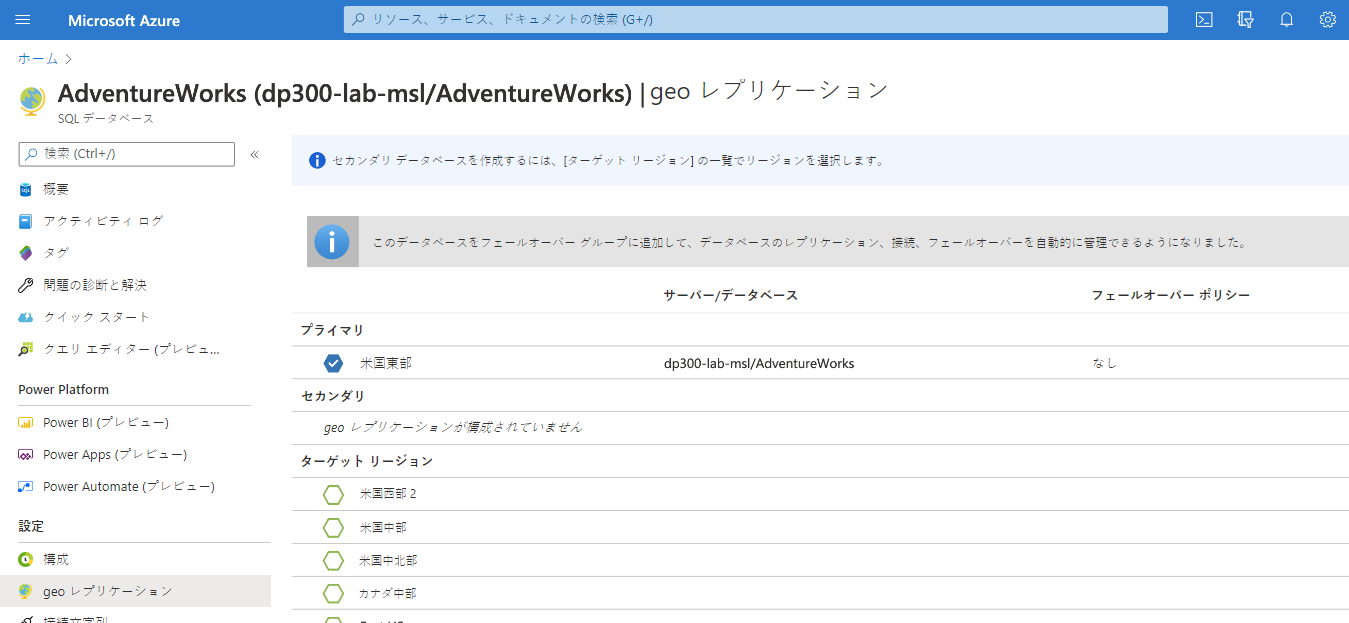 Microsoft Azure
リソース、サービス、ドキュメントの検索 (G+/)
ホーム >
AdventureWorks (dp300-lab-msl/AdventureWorks) | geo レプリケーション
SQL データベース
検索 (Ctrl+/)
«
概要
アクティビティ ログ
タグ
問題の診断と解決
クイック スタート
クエリ エディター (プレビュ...
Power Platform
Power BI (プレビュー)
Power Apps (プレビュー)
Power Automate (プレビュー)
設定
構成
geo レプリケーション
接続文字列
セカンダリ データベースを作成するには、[ターゲット リージョン] の一覧でリージョンを選択します。
このデータベースをフェールオーバー グループに追加して、データベースのレプリケーション、接続、フェールオーバーを自動的に管理できるようになりました。
サーバー/データベース フェールオーバー ポリシー
プライマリ
米国東部 dp300-lab-msl/AdventureWorks なし
セカンダリ
geo レプリケーションが構成されていません
ターゲット リージョン
米国西部 2
米国中部
米国中北部
カナダ中部